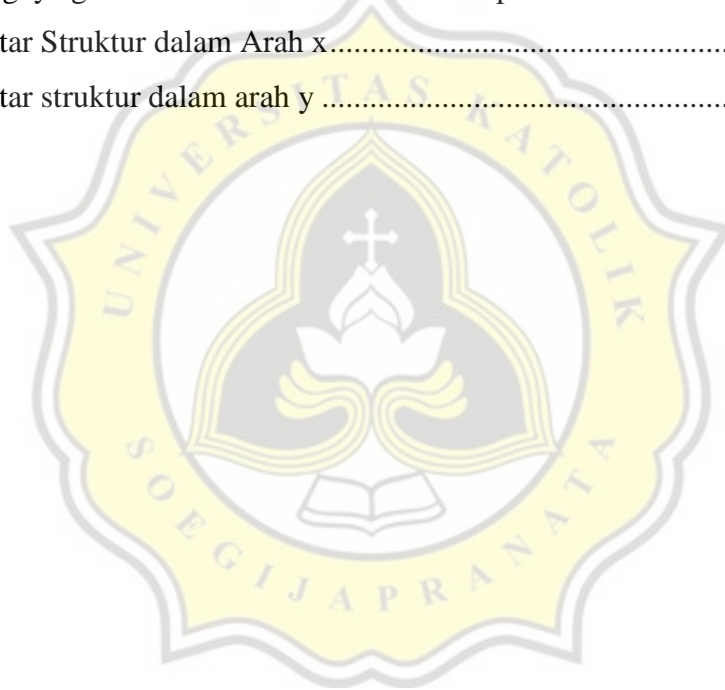 tar Struktur dalam Arah x.......................................................
tar struktur dalam arah y .......................................................
UNIVERSITAS KATOLIK
SOEGIJAPRANATA